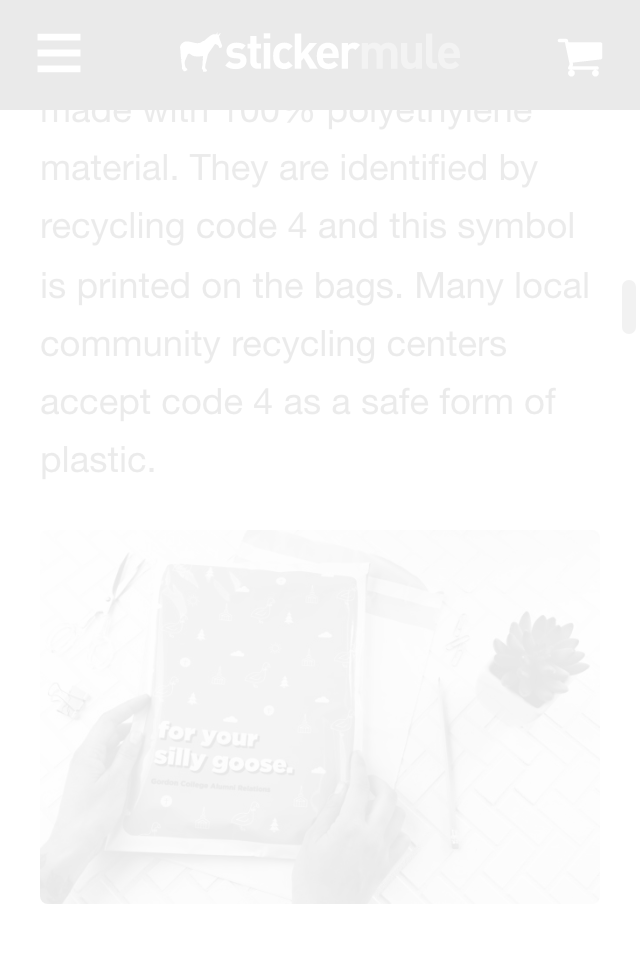 stickermule
made with 100% polyethylene
material. They are identified by
recycling code 4 and this symbol
is printed on the bags. Many local
community recycling centers
accept code 4 as a safe form of
plastic.
for your
silly goose.